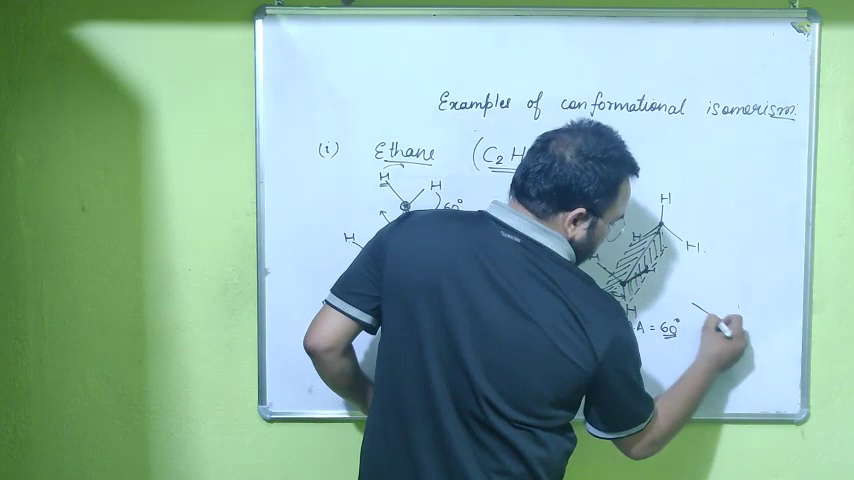 Examples of conformational isomerism.
(i) Ethane (C2 H
H H
60°
H
H
H
H.
H
.A = 60°